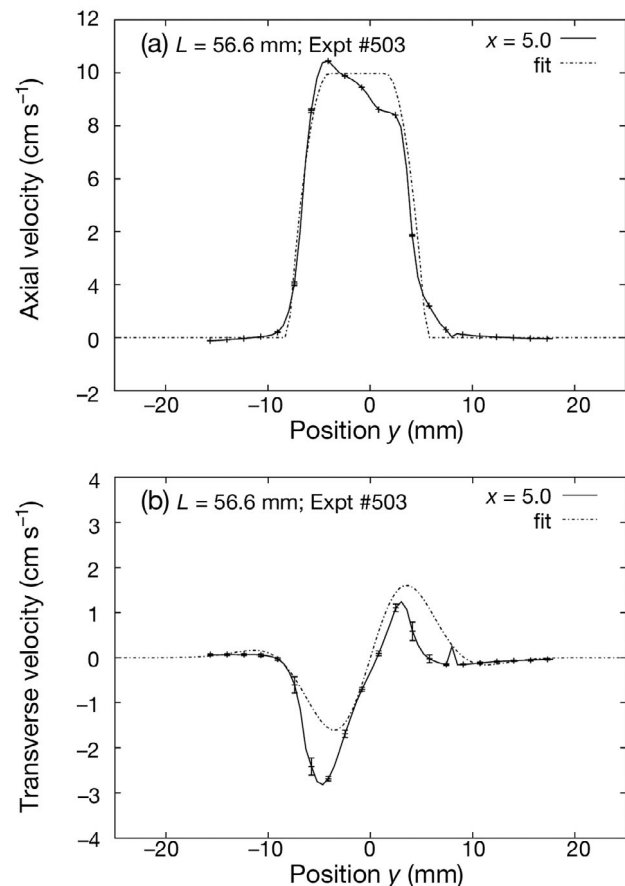 (a) L = 56.6 mm; Expt #503
x = 5.0
fit
12
10
8
6
2
4
0
−2
Axial velocity (cm s⁻¹)
−20 −10 0 10 20
Position y (mm)
(b) L = 56.6 mm; Expt #503
x = 5.0
fit
4
3
2
1
0
−1
−2
−3
−4
Transverse velocity (cm s⁻¹)
−20 −10 0 10 20
Position y (mm)